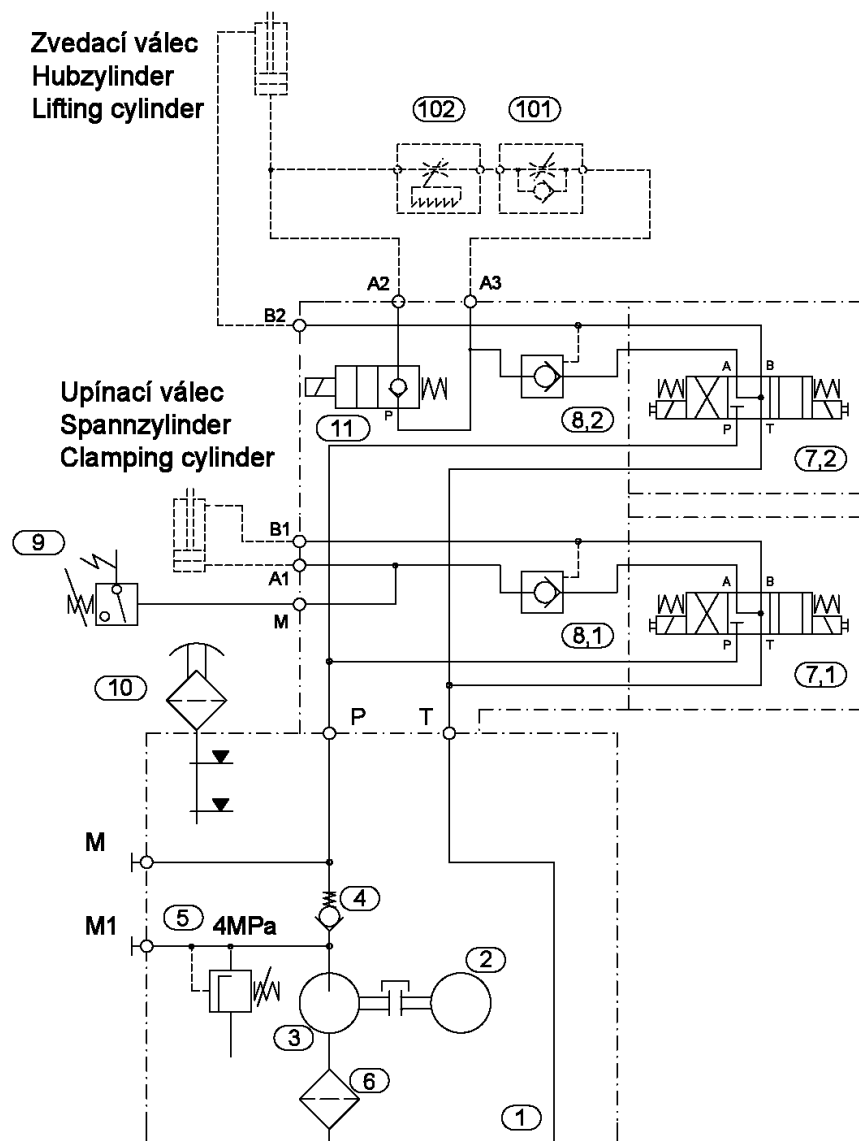 Zvedací válec
Hubzylinder
Lifting cylinder
102
101
A2
A3
B2
A
B
P
P
T
11
8,2
7,2
Upínací válec
Spannzylinder
Clamping cylinder
9
B1
A1
M
A
B
P
T
8,1
7,1
10
P
T
M
4
5
4MPa
M1
2
3
6
1